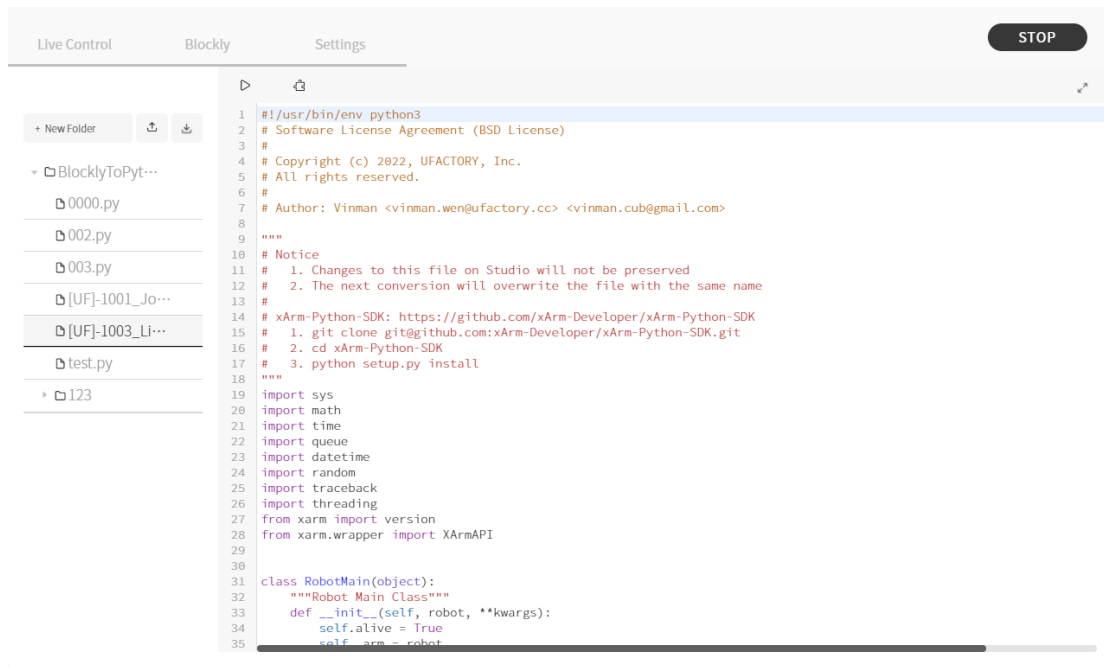 Live Control Blockly Settings STOP
+ New Folder
BlocklyToPyt···
0000.py
002.py
003.py
[UF]-1001_Jo···
[UF]-1003_Li···
test.py
123
1 #!/usr/bin/env python3
2 # Software License Agreement (BSD License)
3 #
4 # Copyright (c) 2022, UFACTORY, Inc.
5 # All rights reserved.
6 #
7 # Author: Vinman <vinman.wen@ufactory.cc> <vinman.cub@gmail.com>
8
9 """
10 # Notice
11 #   1. Changes to this file on Studio will not be preserved
12 #   2. The next conversion will overwrite the file with the same name
13 #
14 # xArm-Python-SDK: https://github.com/xArm-Developer/xArm-Python-SDK
15 #   1. git clone git@github.com:xArm-Developer/xArm-Python-SDK.git
16 #   2. cd xArm-Python-SDK
17 #   3. python setup.py install
18 """
19 import sys
20 import math
21 import time
22 import queue
23 import datetime
24 import random
25 import traceback
26 import threading
27 from xarm import version
28 from xarm.wrapper import XArmAPI
29
30
31 class RobotMain(object):
32     """Robot Main Class"""
33     def __init__(self, robot, **kwargs):
34         self.alive = True
35         self._arm = robot